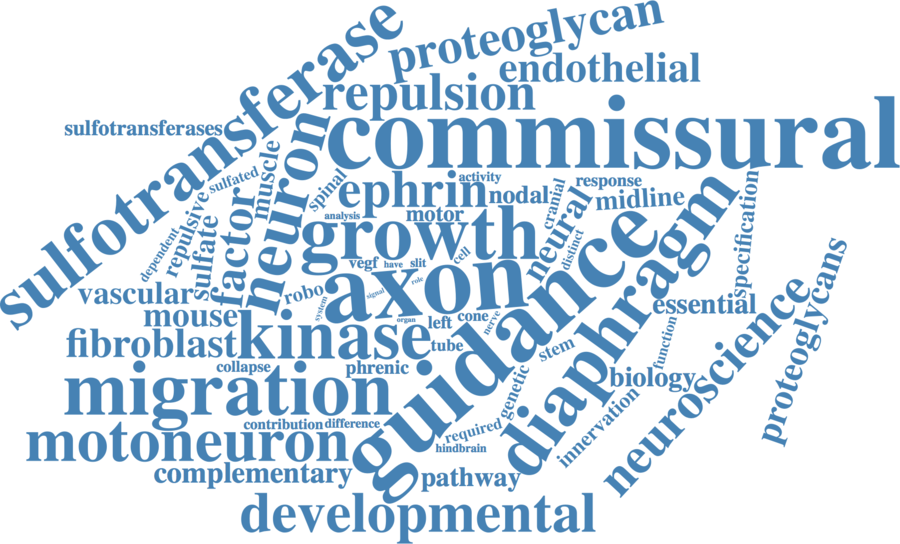 proteoglycan
sulfotransferase
endothelial
repulsion
commissural
sulfotransferases
neuron
muscle
sulfated
spinal
ephrin
activity
nodal
response
cranial
midline
repulsive
dependent
sulfate
factor
analysis
motor
growth
neural
distinct
diaphragm
specification
vegf
have
slit
cell
vascular
robo
system
axon
signal
role
organ
guidance
essential
proteoglycans
mouse
fibroblast
kinase
left
cone
nerve
tube
stem
function
neuroscience
collapse
phrenic
genetic
biology
migration
innervation
contribution
difference
required
hindbrain
motoneuron
complementary
pathway
developmental